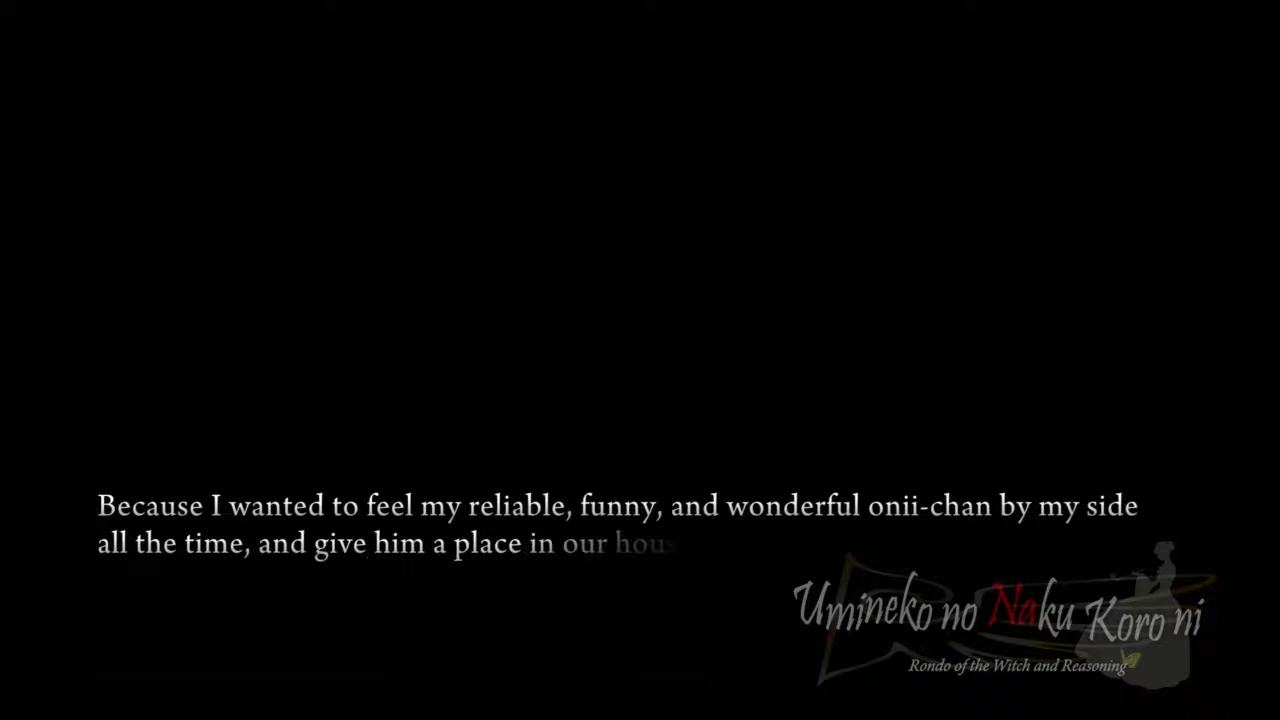 Because I wanted to feel my reliable, funny, and wonderful onii-chan by my side
all the time, and give him a place in our hous
Umineko no Naku Koro ni
Rondo of the Witch and Reasoning